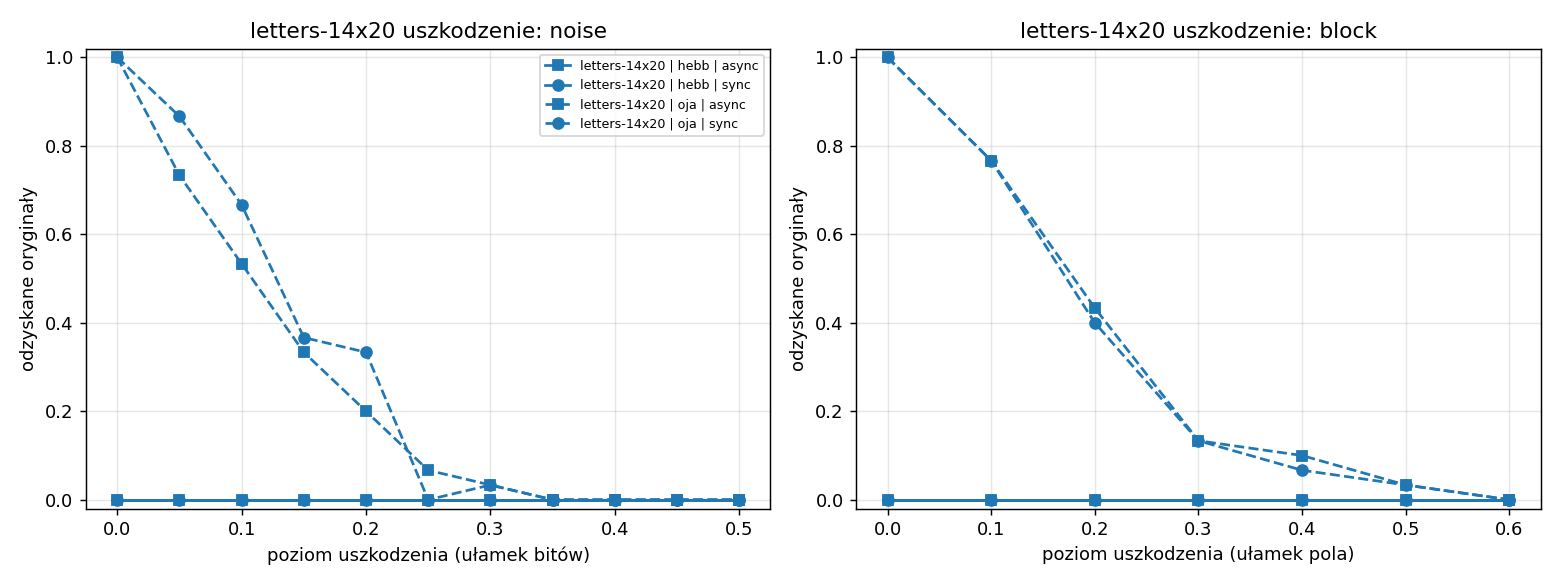 letters-14x20 uszkodzenie: noise
1.0
0.8
0.6
0.4
0.2
0.0
odzyskane oryginały
letters-14x20 | hebb | async
letters-14x20 | hebb | sync
letters-14x20 | oja | async
letters-14x20 | oja | sync
0.0 0.1 0.2 0.3 0.4 0.5
poziom uszkodzenia (ułamek bitów)
letters-14x20 uszkodzenie: block
1.0
0.8
0.6
0.4
0.2
0.0
odzyskane oryginały
0.0 0.1 0.2 0.3 0.4 0.5 0.6
poziom uszkodzenia (ułamek pola)